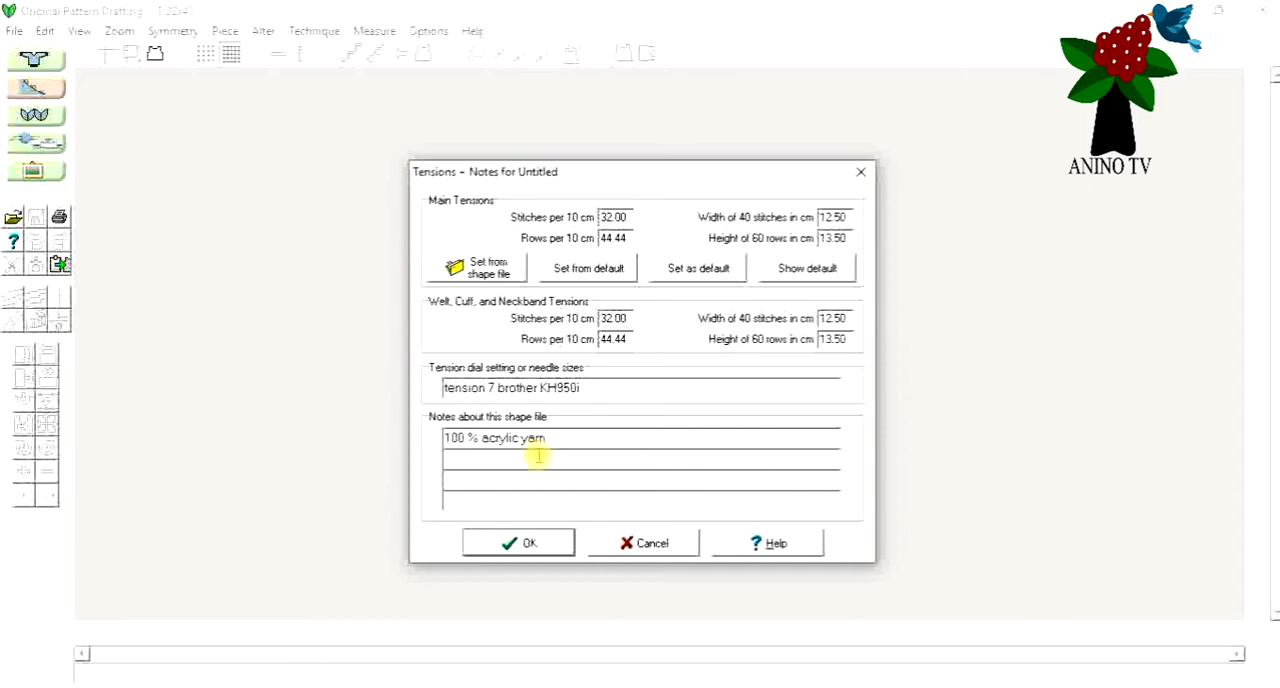 Original Pattern Drafting
File Edit View Zoom Symmetry Piece Alter Technique Measure Options Help
ANINO TV
Tensions - Notes for Untitled
Main Tensions
Stitches per 10 cm 32.00 Width of 40 stitches in cm 12.50
Rows per 10 cm 44.44 Height of 60 rows in cm 13.50
Set from shape file
Set from default
Set as default
Show default
Welt, Cuff, and Neckband Tensions
Stitches per 10 cm 32.00 Width of 40 stitches in cm 12.50
Rows per 10 cm 44.44 Height of 60 rows in cm 13.50
Tension dial setting or needle sizes
tension 7 brother KH950i
Notes about this shape file
100 % acrylic yarn
OK Cancel Help